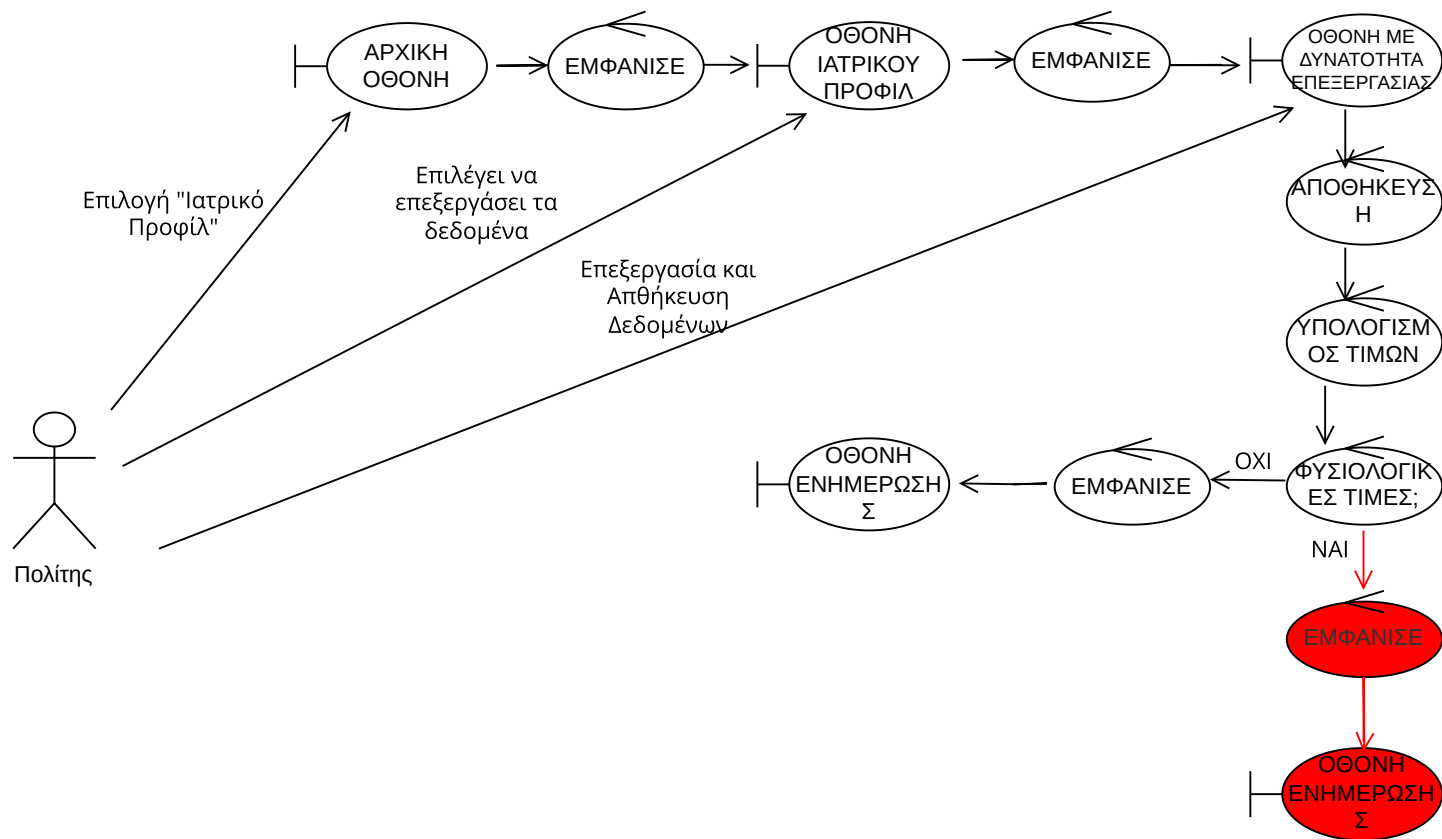 ΑΡΧΙΚΗ
ΟΘΟΝΗ
ΕΜΦΑΝΙΣΕ
ΟΘΟΝΗ
ΙΑΤΡΙΚΟΥ
ΠΡΟΦΙΛ
ΕΜΦΑΝΙΣΕ
ΟΘΟΝΗ ΜΕ
ΔΥΝΑΤΟΤΗΤΑ
ΕΠΕΞΕΡΓΑΣΙΑΣ
Επιλογή "Ιατρικό
Προφίλ"
Επιλέγει να
επεξεργάσει τα
δεδομένα
Επεξεργασία και
Απθήκευση
Δεδομένων
ΑΠΟΘΗΚΕΥΣ
Η
ΥΠΟΛΟΓΙΣΜ
ΟΣ ΤΙΜΩΝ
ΦΥΣΙΟΛΟΓΙΚ
ΕΣ ΤΙΜΕΣ;
ΟΧΙ
ΕΜΦΑΝΙΣΕ
ΟΘΟΝΗ
ΕΝΗΜΕΡΩΣΗ
Σ
Πολίτης
ΝΑΙ
ΕΜΦΑΝΙΣΕ
ΟΘΟΝΗ
ΕΝΗΜΕΡΩΣΗ
Σ